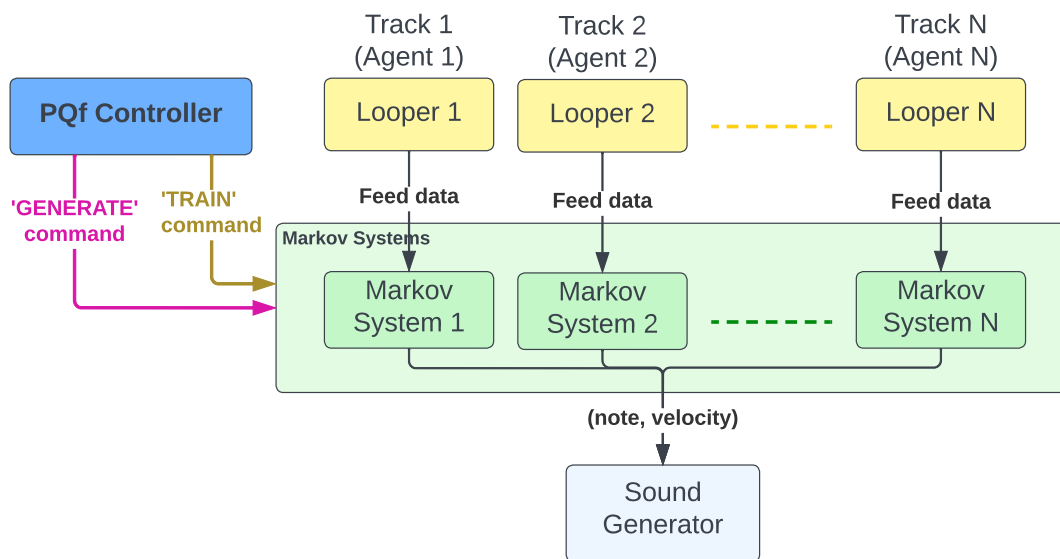 Track 1
(Agent 1)
Track 2
(Agent 2)
Track N
(Agent N)
PQf Controller
Looper 1
Looper 2
Looper N
'GENERATE'
command
'TRAIN'
command
Feed data
Feed data
Feed data
Markov Systems
Markov
System 1
Markov
System 2
Markov
System N
(note, velocity)
Sound
Generator